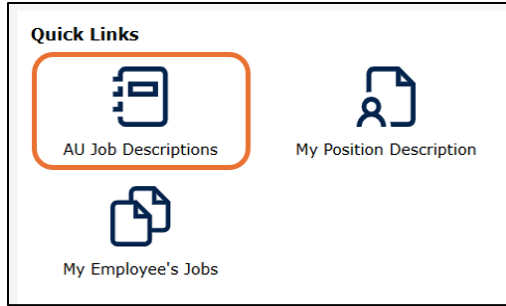 Quick Links
AU Job Descriptions
My Position Description
My Employee's Jobs